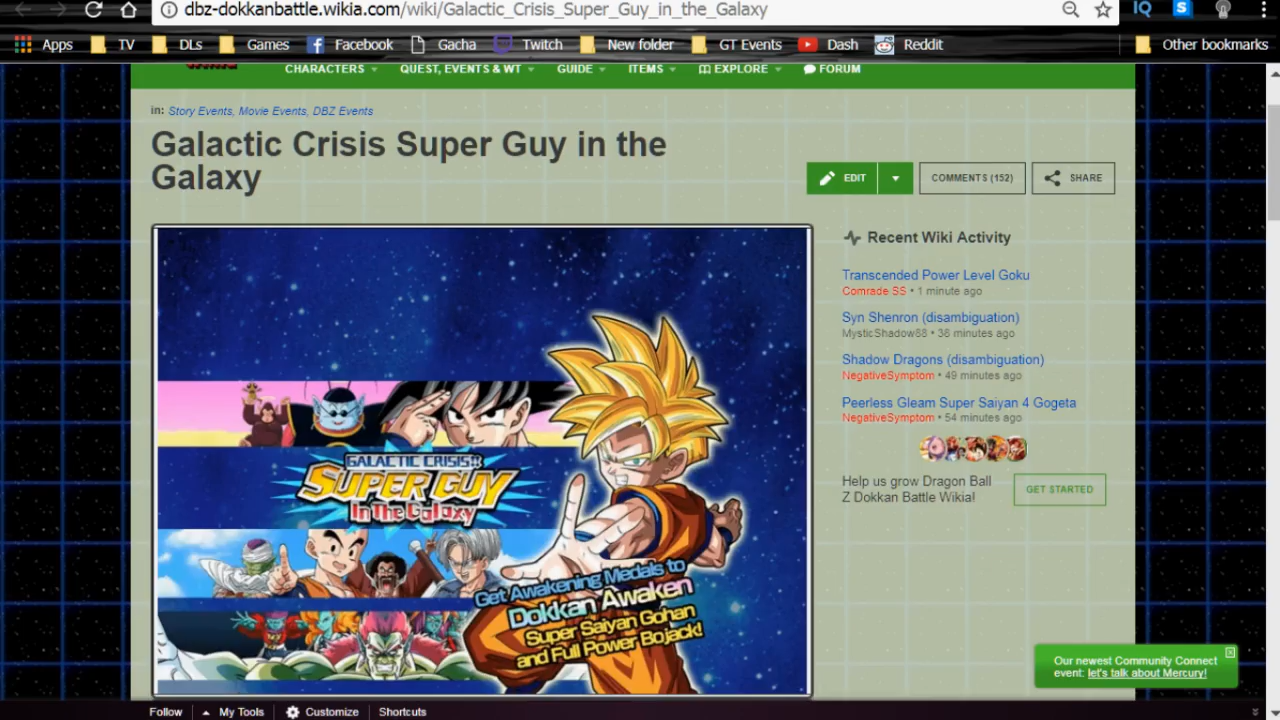 dbz-dokkanbattle.wikia.com/wiki/Galactic_Crisis_Super_Guy_in_the_Galaxy
IQ S
Apps TV DLs Games Facebook Gacha Twitch New folder GT Events Dash Reddit Other bookmarks
CHARACTERS QUEST, EVENTS & WT GUIDE ITEMS EXPLORE FORUM
in: Story Events, Movie Events, DBZ Events
Galactic Crisis Super Guy in the
Galaxy
EDIT COMMENTS (152) SHARE
Recent Wiki Activity
Transcended Power Level Goku
Comrade SS • 1 minute ago
Syn Shenron (disambiguation)
MysticShadow88 • 36 minutes ago
Shadow Dragons (disambiguation)
NegativeSymptom • 49 minutes ago
Peerless Gleam Super Saiyan 4 Gogeta
NegativeSymptom • 54 minutes ago
Help us grow Dragon Ball
Z Dokkan Battle Wikia!
GET STARTED
GALACTIC CRISIS!
SUPER GUY
In The Galaxy
Get Awakening Medals to
Dokkan Awaken
Super Saiyan Gohan
and Full Power Bojack!
Our newest Community Connect
event: let's talk about Mercury!
Follow My Tools Customize Shortcuts